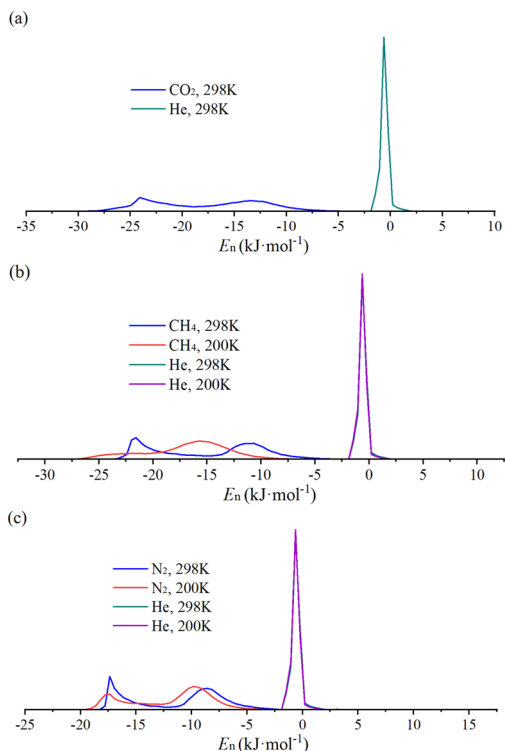 (a)
CO₂, 298K
He, 298K
-35 -30 -25 -20 -15 -10 -5 0 5 10
Eₙ (kJ·mol⁻¹)
(b)
CH₄, 298K
CH₄, 200K
He, 298K
He, 200K
-30 -25 -20 -15 -10 -5 0 5 10
Eₙ (kJ·mol⁻¹)
(c)
N₂, 298K
N₂, 200K
He, 298K
He, 200K
-25 -20 -15 -10 -5 0 5 10 15
Eₙ (kJ·mol⁻¹)